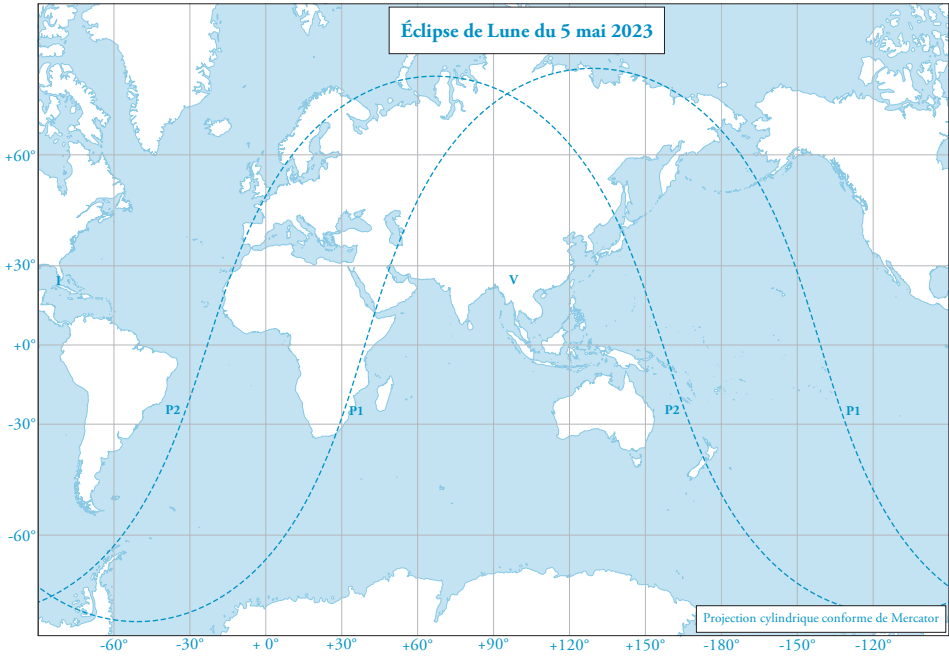 Éclipse de Lune du 5 mai 2023
+60°
+30°
I
V
+0°
P2
P1
P2
P1
-30°
-60°
Projection cylindrique conforme de Mercator
-60°
-30°
+ 0°
+30°
+60°
+90°
+120°
+150°
-180°
-150°
-120°